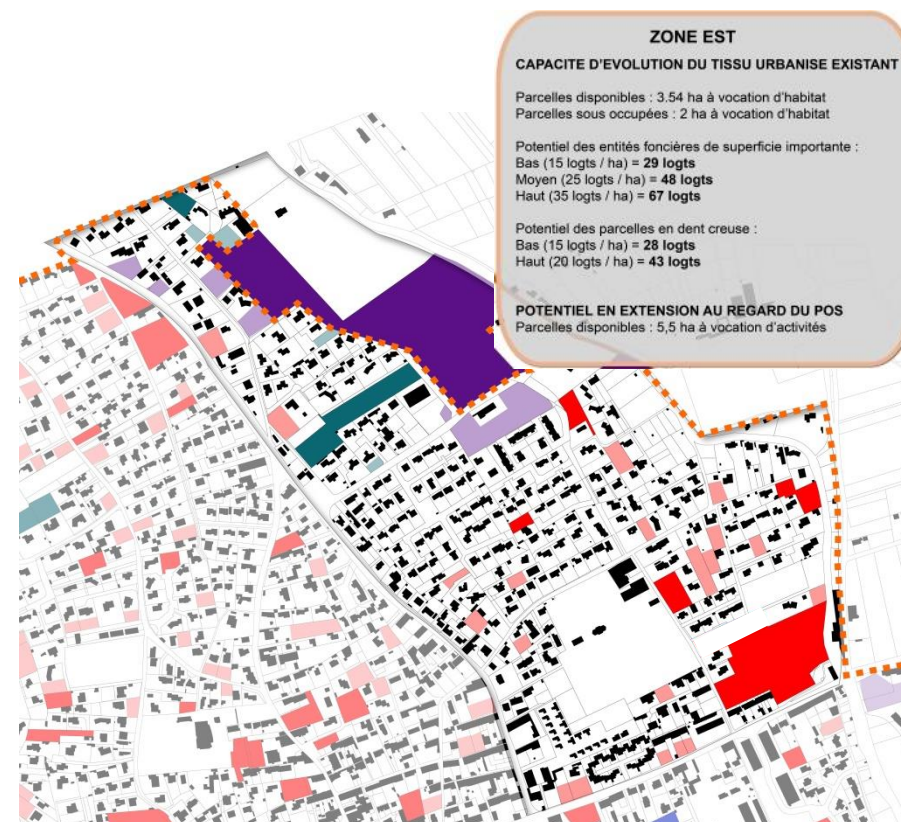 ZONE EST
CAPACITE D'EVOLUTION DU TISSU URBANISE EXISTANT
Parcelles disponibles : 3.54 ha à vocation d'habitat
Parcelles sous occupées : 2 ha à vocation d'habitat
Potentiel des entités foncières de superficie importante :
Bas (15 logts / ha) = 29 logts
Moyen (25 logts / ha) = 48 logts
Haut (35 logts / ha) = 67 logts
Potentiel des parcelles en dent creuse :
Bas (15 logts / ha) = 28 logts
Haut (20 logts / ha) = 43 logts
POTENTIEL EN EXTENSION AU REGARD DU POS
Parcelles disponibles : 5,5 ha à vocation d'activités